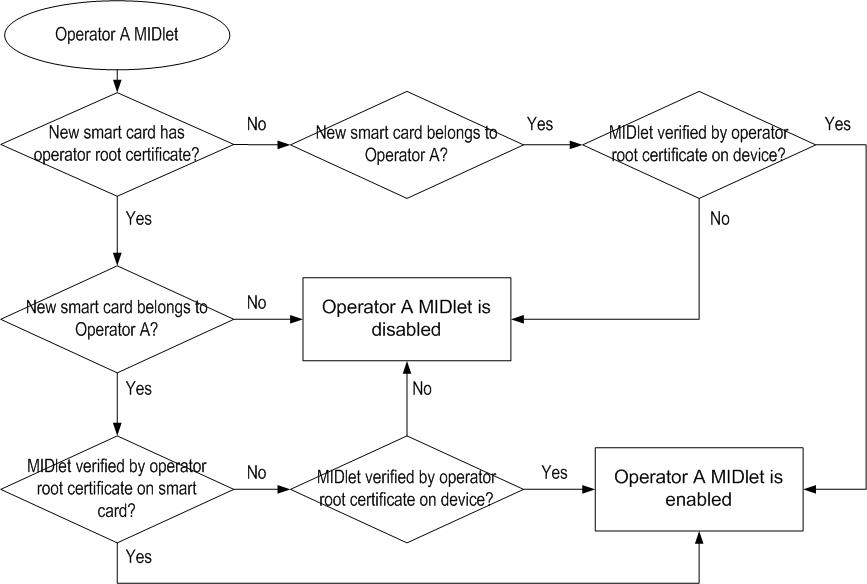 Operator A MIDlet
New smart card has
operator root certificate?
No
New smart card belongs to
Operator A?
Yes
MIDlet verified by operator
root certificate on device?
Yes
Yes
No
New smart card belongs to
Operator A?
No
Operator A MIDlet is
disabled
Yes
No
MIDlet verified by operator
root certificate on smart
card?
No
MIDlet verified by operator
root certificate on device?
Yes
Operator A MIDlet is
enabled
Yes